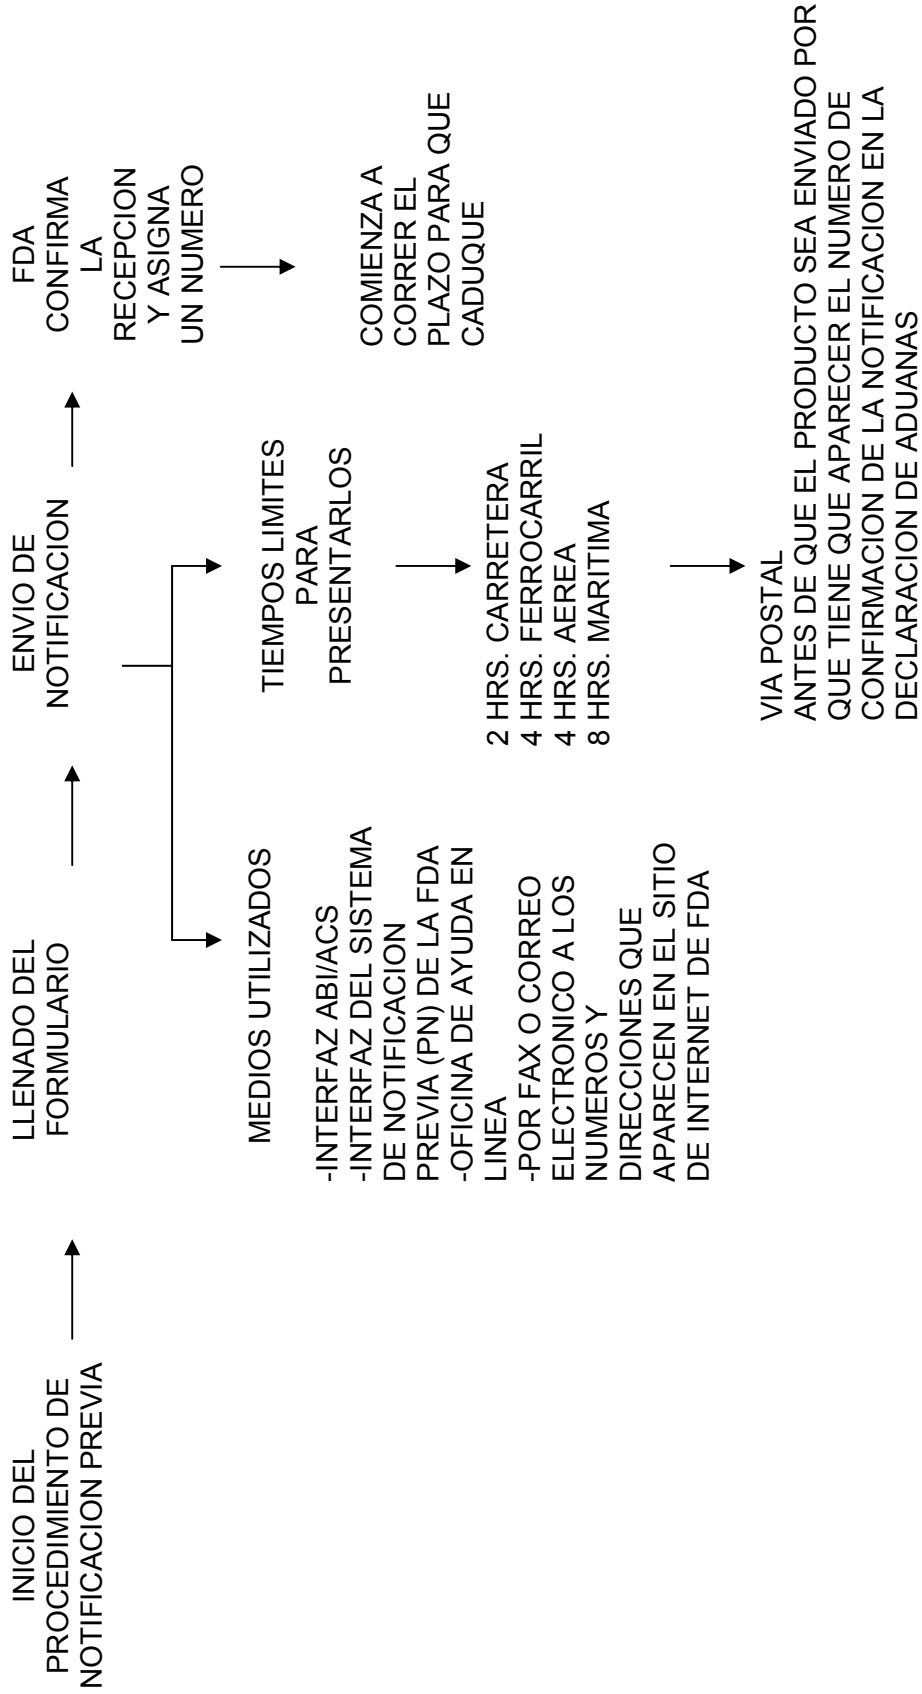 INICIO DEL
PROCEDIMIENTO DE
NOTIFICACION PREVIA
LLENADO DEL
FORMULARIO
ENVIO DE
NOTIFICACION
FDA
CONFIRMA
LA
RECEPCION
Y ASIGNA
UN NUMERO
MEDIOS UTILIZADOS
-INTERFAZ ABI/ACS
-INTERFAZ DEL SISTEMA
DE NOTIFICACION
PREVIA (PN) DE LA FDA
-OFICINA DE AYUDA EN
LINEA
-POR FAX O CORREO
ELECTRONICO A LOS
NUMEROS Y
DIRECCIONES QUE
APARECEN EN EL SITIO
DE INTERNET DE FDA
TIEMPOS LIMITES
PARA
PRESENTARLOS
2 HRS. CARRETERA
4 HRS. FERROCARRIL
4 HRS. AEREA
8 HRS. MARITIMA
VIA POSTAL
ANTES DE QUE EL PRODUCTO SEA ENVIADO POR
QUE TIENE QUE APARECER EL NUMERO DE
CONFIRMACION DE LA NOTIFICACION EN LA
DECLARACION DE ADUANAS
COMIENZA A
CORRER EL
PLAZO PARA QUE
CADUQUE